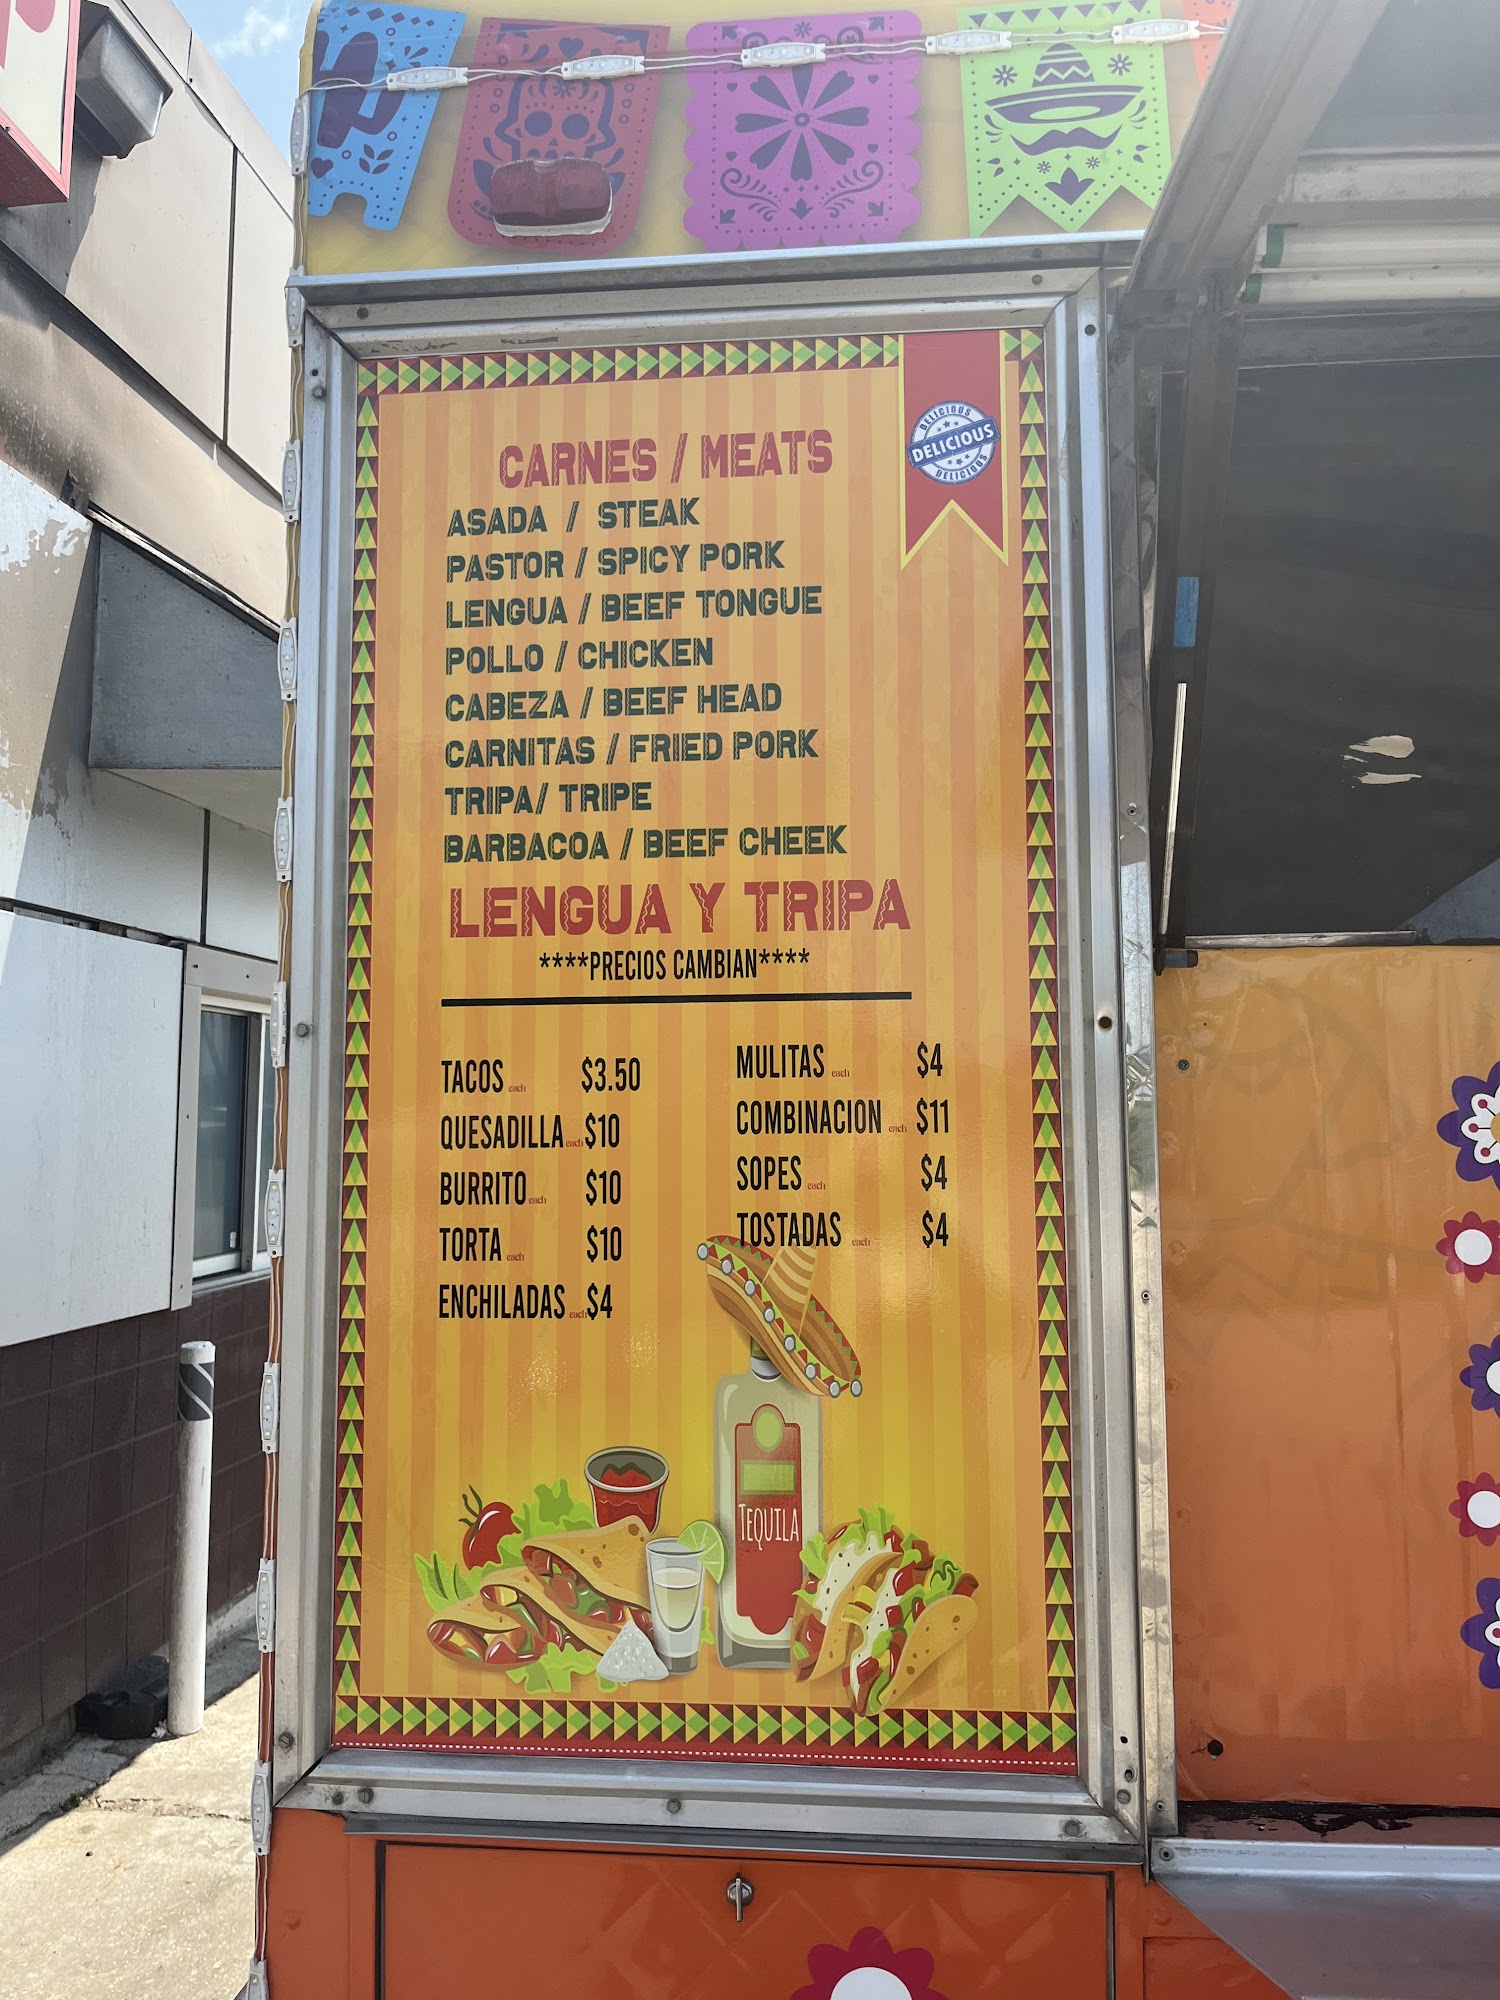 CARNES / MEATS
DELICIOUS
DELICIOUS
DELICIOUS
ASADA / STEAK
PASTOR / SPICY PORK
LENGUA / BEEF TONGUE
POLLO / CHICKEN
CABEZA / BEEF HEAD
CARNITAS / FRIED PORK
TRIPA/ TRIPE
BARBACOA / BEEF CHEEK
LENGUA Y TRIPA
****PRECIOS CAMBIAN****
TACOS each $3.50
QUESADILLA each $10
BURRITO each $10
TORTA each $10
ENCHILADAS each $4
MULITAS each $4
COMBINACION each $11
SOPES each $4
TOSTADAS each $4
TEQUILA